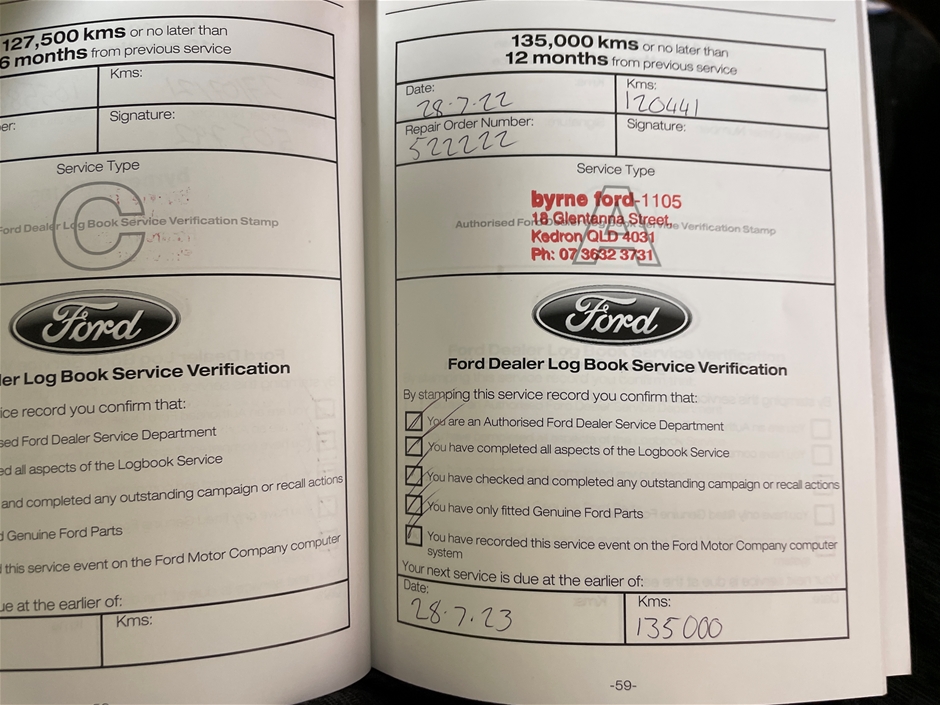 127,500 kms or no later than
6 months from previous service
Kms:
er:
Signature:
Service Type
C
Ford Dealer Log Book Service Verification Stamp
Ford
ler Log Book Service Verification
ice record you confirm that:
sed Ford Dealer Service Department
ed all aspects of the Logbook Service
and completed any outstanding campaign or recall actions
d Genuine Ford Parts
d this service event on the Ford Motor Company computer
ue at the earlier of:
Kms:
135,000 kms or no later than
12 months from previous service
Date:
28.7.22
Kms:
120441
Repair Order Number:
522222
Signature:
Service Type
A
byrne ford-1105
18 Glentanna Street,
Authorised Ford Service Verification Stamp
Kedron QLD 4031
Ph: 07 3632 3731
Ford
Ford Dealer Log Book Service Verification
By stamping this service record you confirm that:
You are an Authorised Ford Dealer Service Department
You have completed all aspects of the Logbook Service
You have checked and completed any outstanding campaign or recall actions
You have only fitted Genuine Ford Parts
You have recorded this service event on the Ford Motor Company computer
system
Your next service is due at the earlier of:
Date:
28.7.23
Kms:
135000
-59-